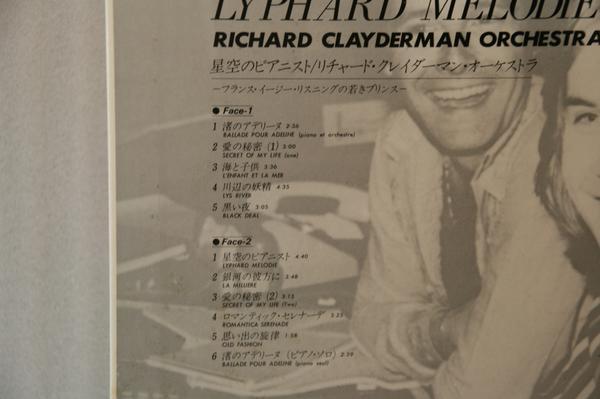 LYPHARD MELODIE
RICHARD CLAYDERMAN ORCHESTRA
星空のピアニスト/リチャード・クレイダーマン・オーケストラ
―フランス・イージー・リスニングの若きプリンス―
●Face-1
1 渚のアデリーヌ 2:36
BALLADE POUR ADELINE (piano et orchestre)
2 愛の秘密 (1) 3:00
SECRET OF MY LIFE (one)
3 海と子供 3:36
L'ENFANT ET LA MER
4 川辺の妖精 4:35
LYS RIVER
5 黒い夜 3:05
BLACK DEAL
●Face-2
1 星空のピアニスト 4:40
LYPHARD MELODIE
2 銀河の彼方に 2:48
LA MILLIERE
3 愛の秘密 (2) 3:15
SECRET OF MY LIFE (Two)
4 ロマンティック・セレナーデ 3:25
ROMANTICA SERENADE
5 思い出の旋律 1:58
OLD FASHION
6 渚のアデリーヌ (ピアノ・ソロ) 2:39
BALLADE POUR ADELINE (piano seul)